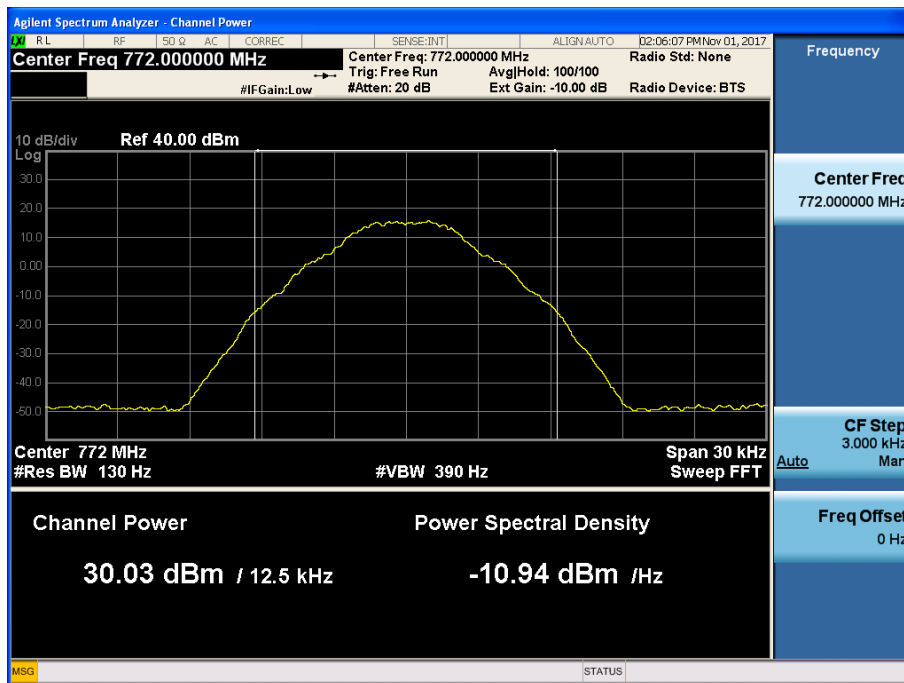 Agilent Spectrum Analyzer - Channel Power
LXI RL RF 50 Ω AC CORREC SENSE:INT ALIGN AUTO 02:06:07 PM Nov 01, 2017
Center Freq 772.000000 MHz
#IFGain:Low
Center Freq: 772.000000 MHz
Trig: Free Run Avg|Hold: 100/100
#Atten: 20 dB Ext Gain: -10.00 dB
Radio Std: None
Radio Device: BTS
10 dB/div Ref 40.00 dBm
Log
30.0
20.0
10.0
0.00
-10.0
-20.0
-30.0
-40.0
-50.0
Center 772 MHz Span 30 kHz
#Res BW 130 Hz #VBW 390 Hz Sweep FFT
Channel Power Power Spectral Density
30.03 dBm / 12.5 kHz -10.94 dBm /Hz
Frequency
Center Freq
772.000000 MHz
CF Step
3.000 kHz
Auto Man
Freq Offset
0 Hz
MSG STATUS